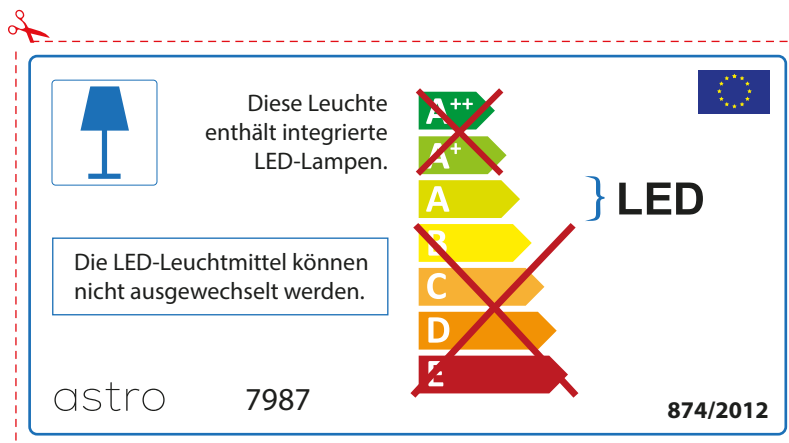 Diese Leuchte
enthält integrierte
LED-Lampen.
Die LED-Leuchtmittel können
nicht ausgewechselt werden.
A++
A+
A
B
C
D
E
LED
astro
7987
874/2012